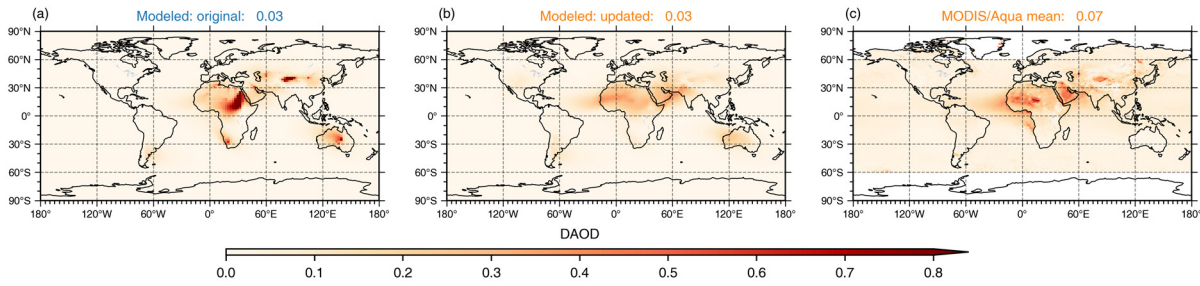 (a) Modeled: original: 0.03
(b) Modeled: updated: 0.03
(c) MODIS/Aqua mean: 0.07
90°N
60°N
30°N
0°
30°S
60°S
90°S
180° 120°W 60°W 0° 60°E 120°E 180°
90°N
60°N
30°N
0°
30°S
60°S
90°S
180° 120°W 60°W 0° 60°E 120°E 180°
90°N
60°N
30°N
0°
30°S
60°S
90°S
180° 120°W 60°W 0° 60°E 120°E 180°
DAOD
0.0 0.1 0.2 0.3 0.4 0.5 0.6 0.7 0.8